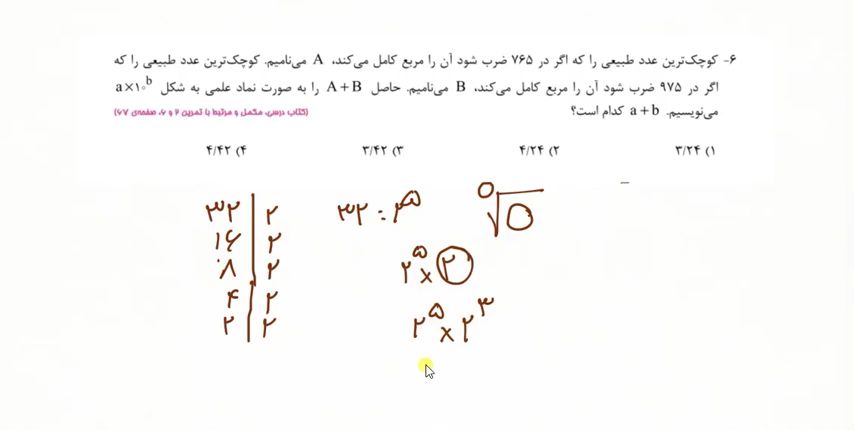 ۶- کوچک‌ترین عدد طبیعی را که اگر در ۷۶۵ ضرب شود آن را مربع کامل می‌کند، A می‌نامیم. کوچک‌ترین عدد طبیعی را که
اگر در ۹۷۵ ضرب شود آن را مربع کامل می‌کند، B می‌نامیم. حاصل A+B را به صورت نماد علمی به شکل a×۱۰^b
می‌نویسیم. a+b کدام است؟ (کتاب درسی، مکمل و مرتبط با تمرین ۲ و ۶، صفحه‌ی ۶۷)
۱) ۳/۲۴ ۲) ۴/۲۴ ۳) ۳/۴۲ ۴) ۴/۴۲
۳۲ | ۲
۱۶ | ۲
۸ | ۲
۴ | ۲
۲ | ۲
۳۲ = ۲^۵
۲^۵ × ۲
۲^۵ × ۲^۳